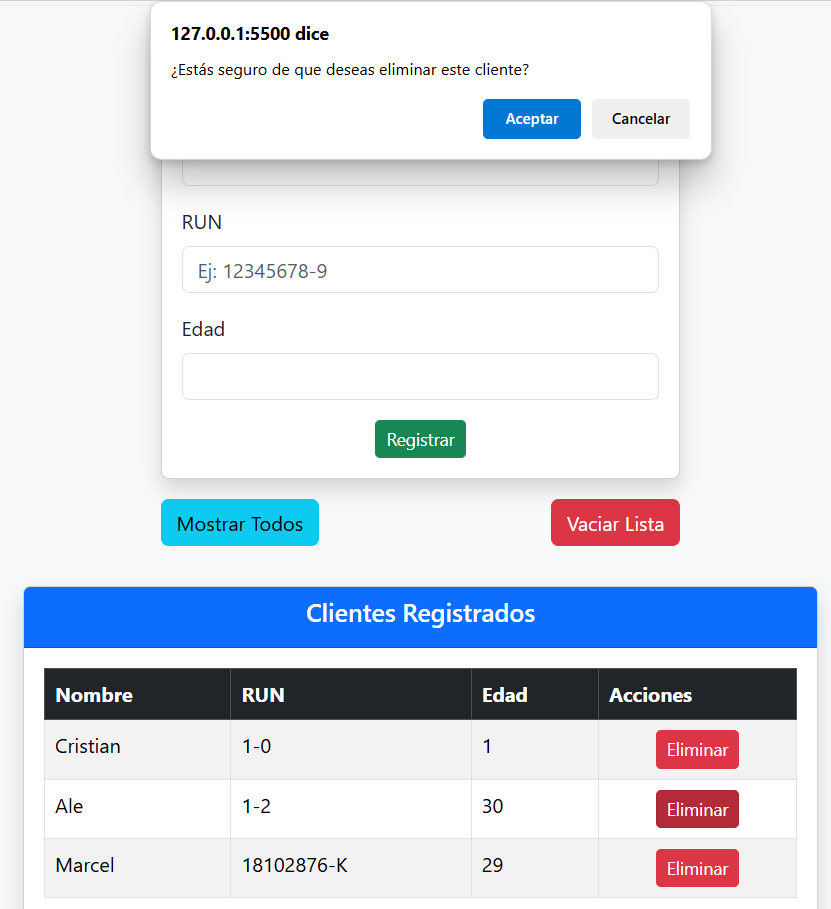 127.0.0.1:5500 dice
¿Estás seguro de que deseas eliminar este cliente?
Aceptar Cancelar
RUN
Ej: 12345678-9
Edad
Registrar
Mostrar Todos Vaciar Lista
Clientes Registrados
Nombre RUN Edad Acciones
Cristian 1-0 1 Eliminar
Ale 1-2 30 Eliminar
Marcel 18102876-K 29 Eliminar